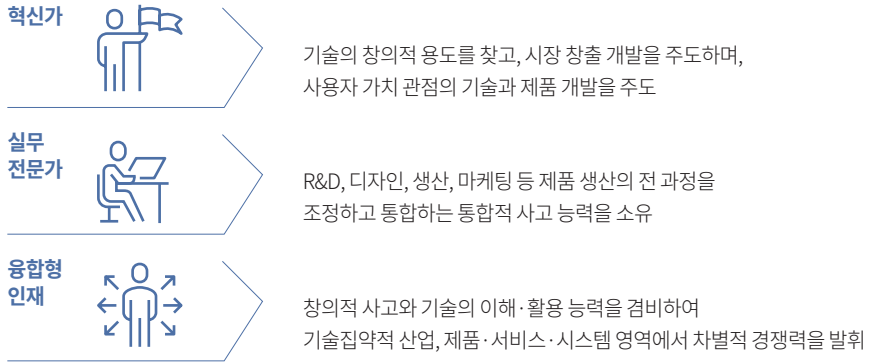 혁신가
기술의 창의적 용도를 찾고, 시장 창출 개발을 주도하며,
사용자 가치 관점의 기술과 제품 개발을 주도
실무
전문가
R&D, 디자인, 생산, 마케팅 등 제품 생산의 전 과정을
조정하고 통합하는 통합적 사고 능력을 소유
융합형
인재
창의적 사고와 기술의 이해·활용 능력을 겸비하여
기술집약적 산업, 제품·서비스·시스템 영역에서 차별적 경쟁력을 발휘